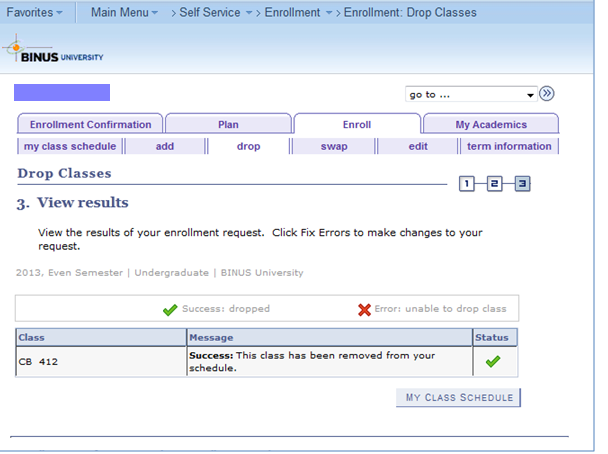 Favorites Main Menu > Self Service > Enrollment > Enrollment: Drop Classes
BINUS UNIVERSITY
go to ...
Enrollment Confirmation Plan Enroll My Academics
my class schedule add drop swap edit term information
Drop Classes
1 2 3
3. View results
View the results of your enrollment request. Click Fix Errors to make changes to your
request.
2013, Even Semester | Undergraduate | BINUS University
Success: dropped Error: unable to drop class
Class Message Status
CB 412 Success: This class has been removed from your
schedule.
MY CLASS SCHEDULE